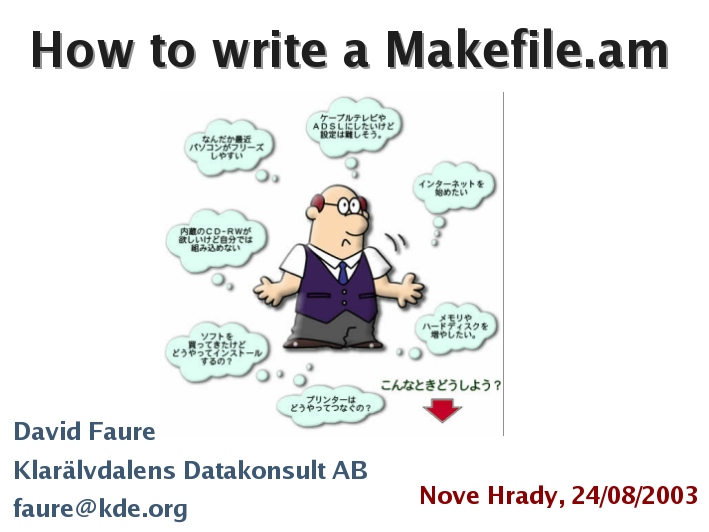 How to write a Makefile.am
ケーブルテレビや
ADSLにしたいけど
設定は難しそう。
なんだか最近
パソコンがフリーズ
しやすい
インターネットを
始めたい
内蔵のCD-RWが
欲しいけど自分では
組み込めない
メモリや
ハードディスクを
増やしたい。
ソフトを
買ってきたけど
どうやってインストール
するの？
プリンターは
どうやってつなぐの？
こんなときどうしよう？
David Faure
Klarälvdalens Datakonsult AB
faure@kde.org
Nove Hrady, 24/08/2003